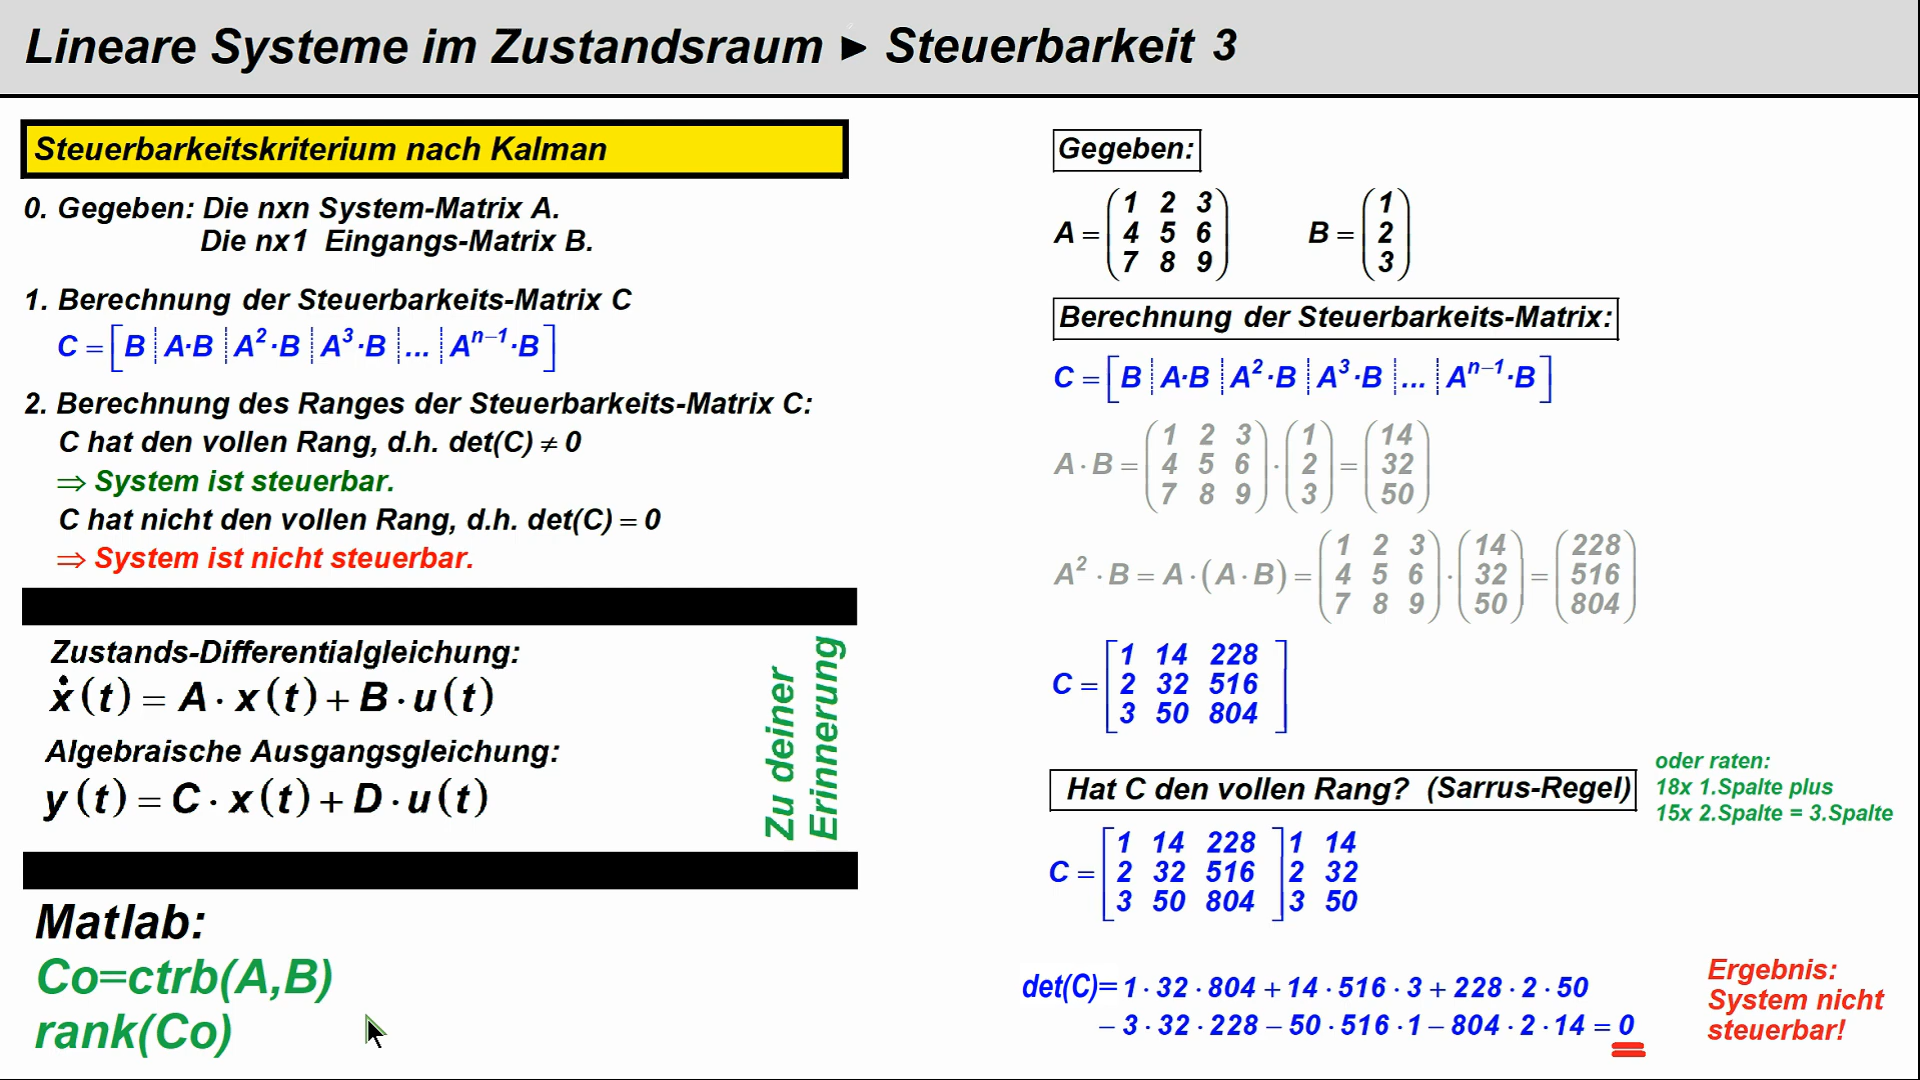 Lineare Systeme im Zustandsraum ► Steuerbarkeit 3
Steuerbarkeitskriterium nach Kalman
0. Gegeben: Die nxn System-Matrix A.
Die nx1 Eingangs-Matrix B.
1. Berechnung der Steuerbarkeits-Matrix C
C = [B ┊ A·B ┊ A²·B ┊ A³·B ┊ ... ┊ Aⁿ⁻¹·B]
2. Berechnung des Ranges der Steuerbarkeits-Matrix C:
C hat den vollen Rang, d.h. det(C) ≠ 0
⇒ System ist steuerbar.
C hat nicht den vollen Rang, d.h. det(C) = 0
⇒ System ist nicht steuerbar.
Zustands-Differentialgleichung:
ẋ(t) = A · x(t) + B · u(t)
Algebraische Ausgangsgleichung:
y(t) = C · x(t) + D · u(t)
Zu deiner
Erinnerung
Matlab:
Co=ctrb(A,B)
rank(Co)
Gegeben:
1 2 3 1
A = 4 5 6 B = 2
7 8 9 3
Berechnung der Steuerbarkeits-Matrix:
C = [B ┊ A·B ┊ A²·B ┊ A³·B ┊ ... ┊ Aⁿ⁻¹·B]
1 2 3 1 14
A · B = 4 5 6 · 2 = 32
7 8 9 3 50
1 2 3 14 228
A² · B = A · (A · B) = 4 5 6 · 32 = 516
7 8 9 50 804
1 14 228
C = 2 32 516
3 50 804
Hat C den vollen Rang? (Sarrus-Regel)
oder raten:
18x 1.Spalte plus
15x 2.Spalte = 3.Spalte
1 14 228 1 14
C = 2 32 516 2 32
3 50 804 3 50
det(C)= 1 · 32 · 804 + 14 · 516 · 3 + 228 · 2 · 50
− 3 · 32 · 228 − 50 · 516 · 1 − 804 · 2 · 14 = 0
Ergebnis:
System nicht
steuerbar!